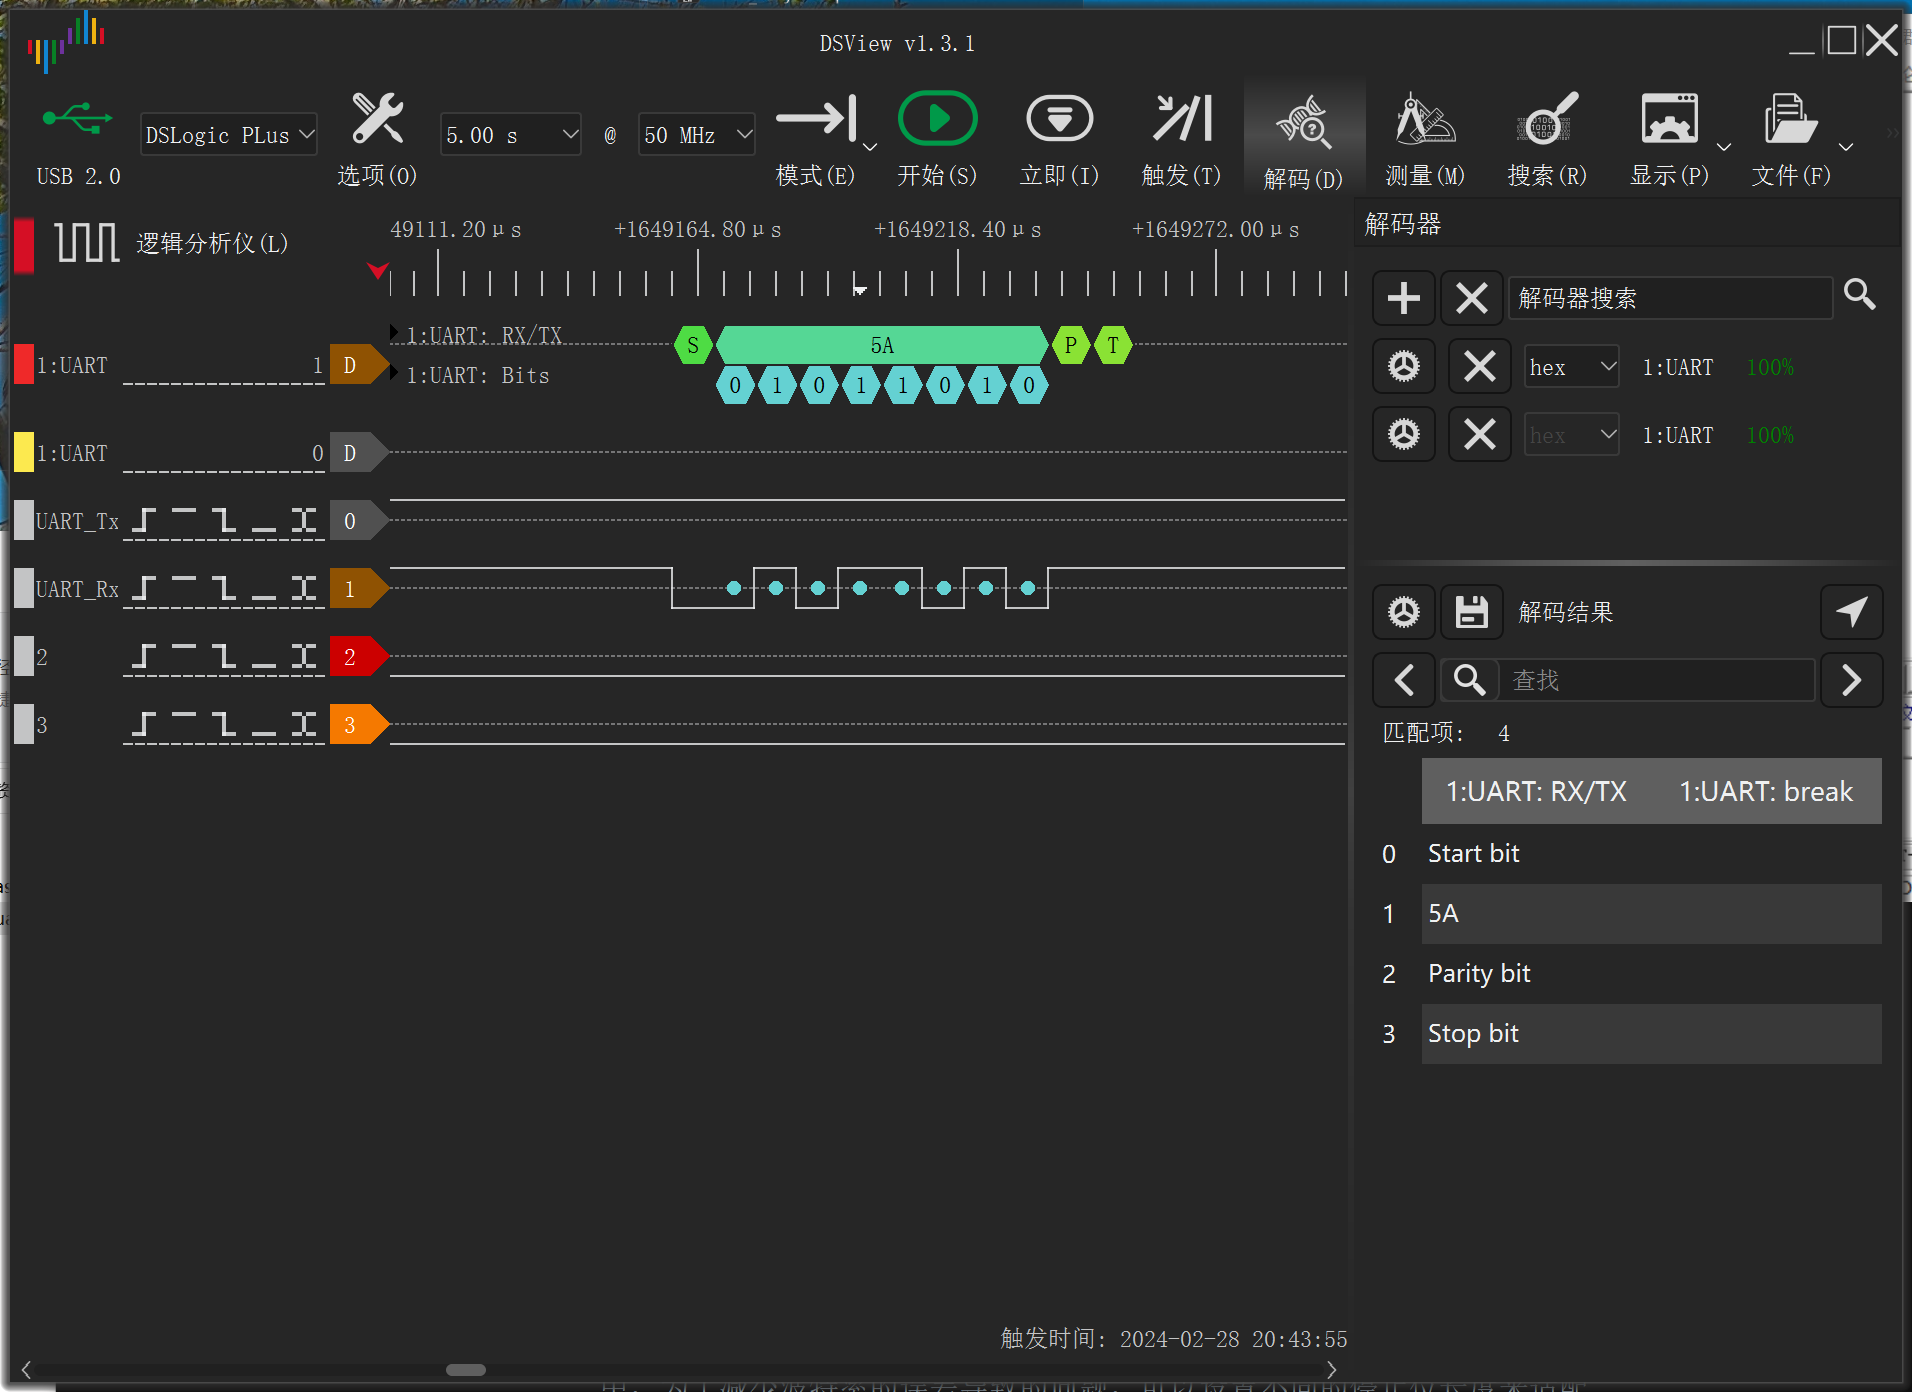 DSView v1.3.1
USB 2.0
DSLogic PLus
选项(O)
5.00 s
@
50 MHz
模式(E)
开始(S)
立即(I)
触发(T)
解码(D)
测量(M)
搜索(R)
显示(P)
文件(F)
逻辑分析仪(L)
49111.20μs +1649164.80μs +1649218.40μs +1649272.00μs
1:UART 1 D
1:UART: RX/TX
S 5A P T
1:UART: Bits
0 1 0 1 1 0 1 0
1:UART 0 D
UART_Tx 0
UART_Rx 1
2 2
3 3
解码器
解码器搜索
hex 1:UART 100%
hex 1:UART 100%
解码结果
查找
匹配项: 4
1:UART: RX/TX 1:UART: break
0 Start bit
1 5A
2 Parity bit
3 Stop bit
触发时间: 2024-02-28 20:43:55